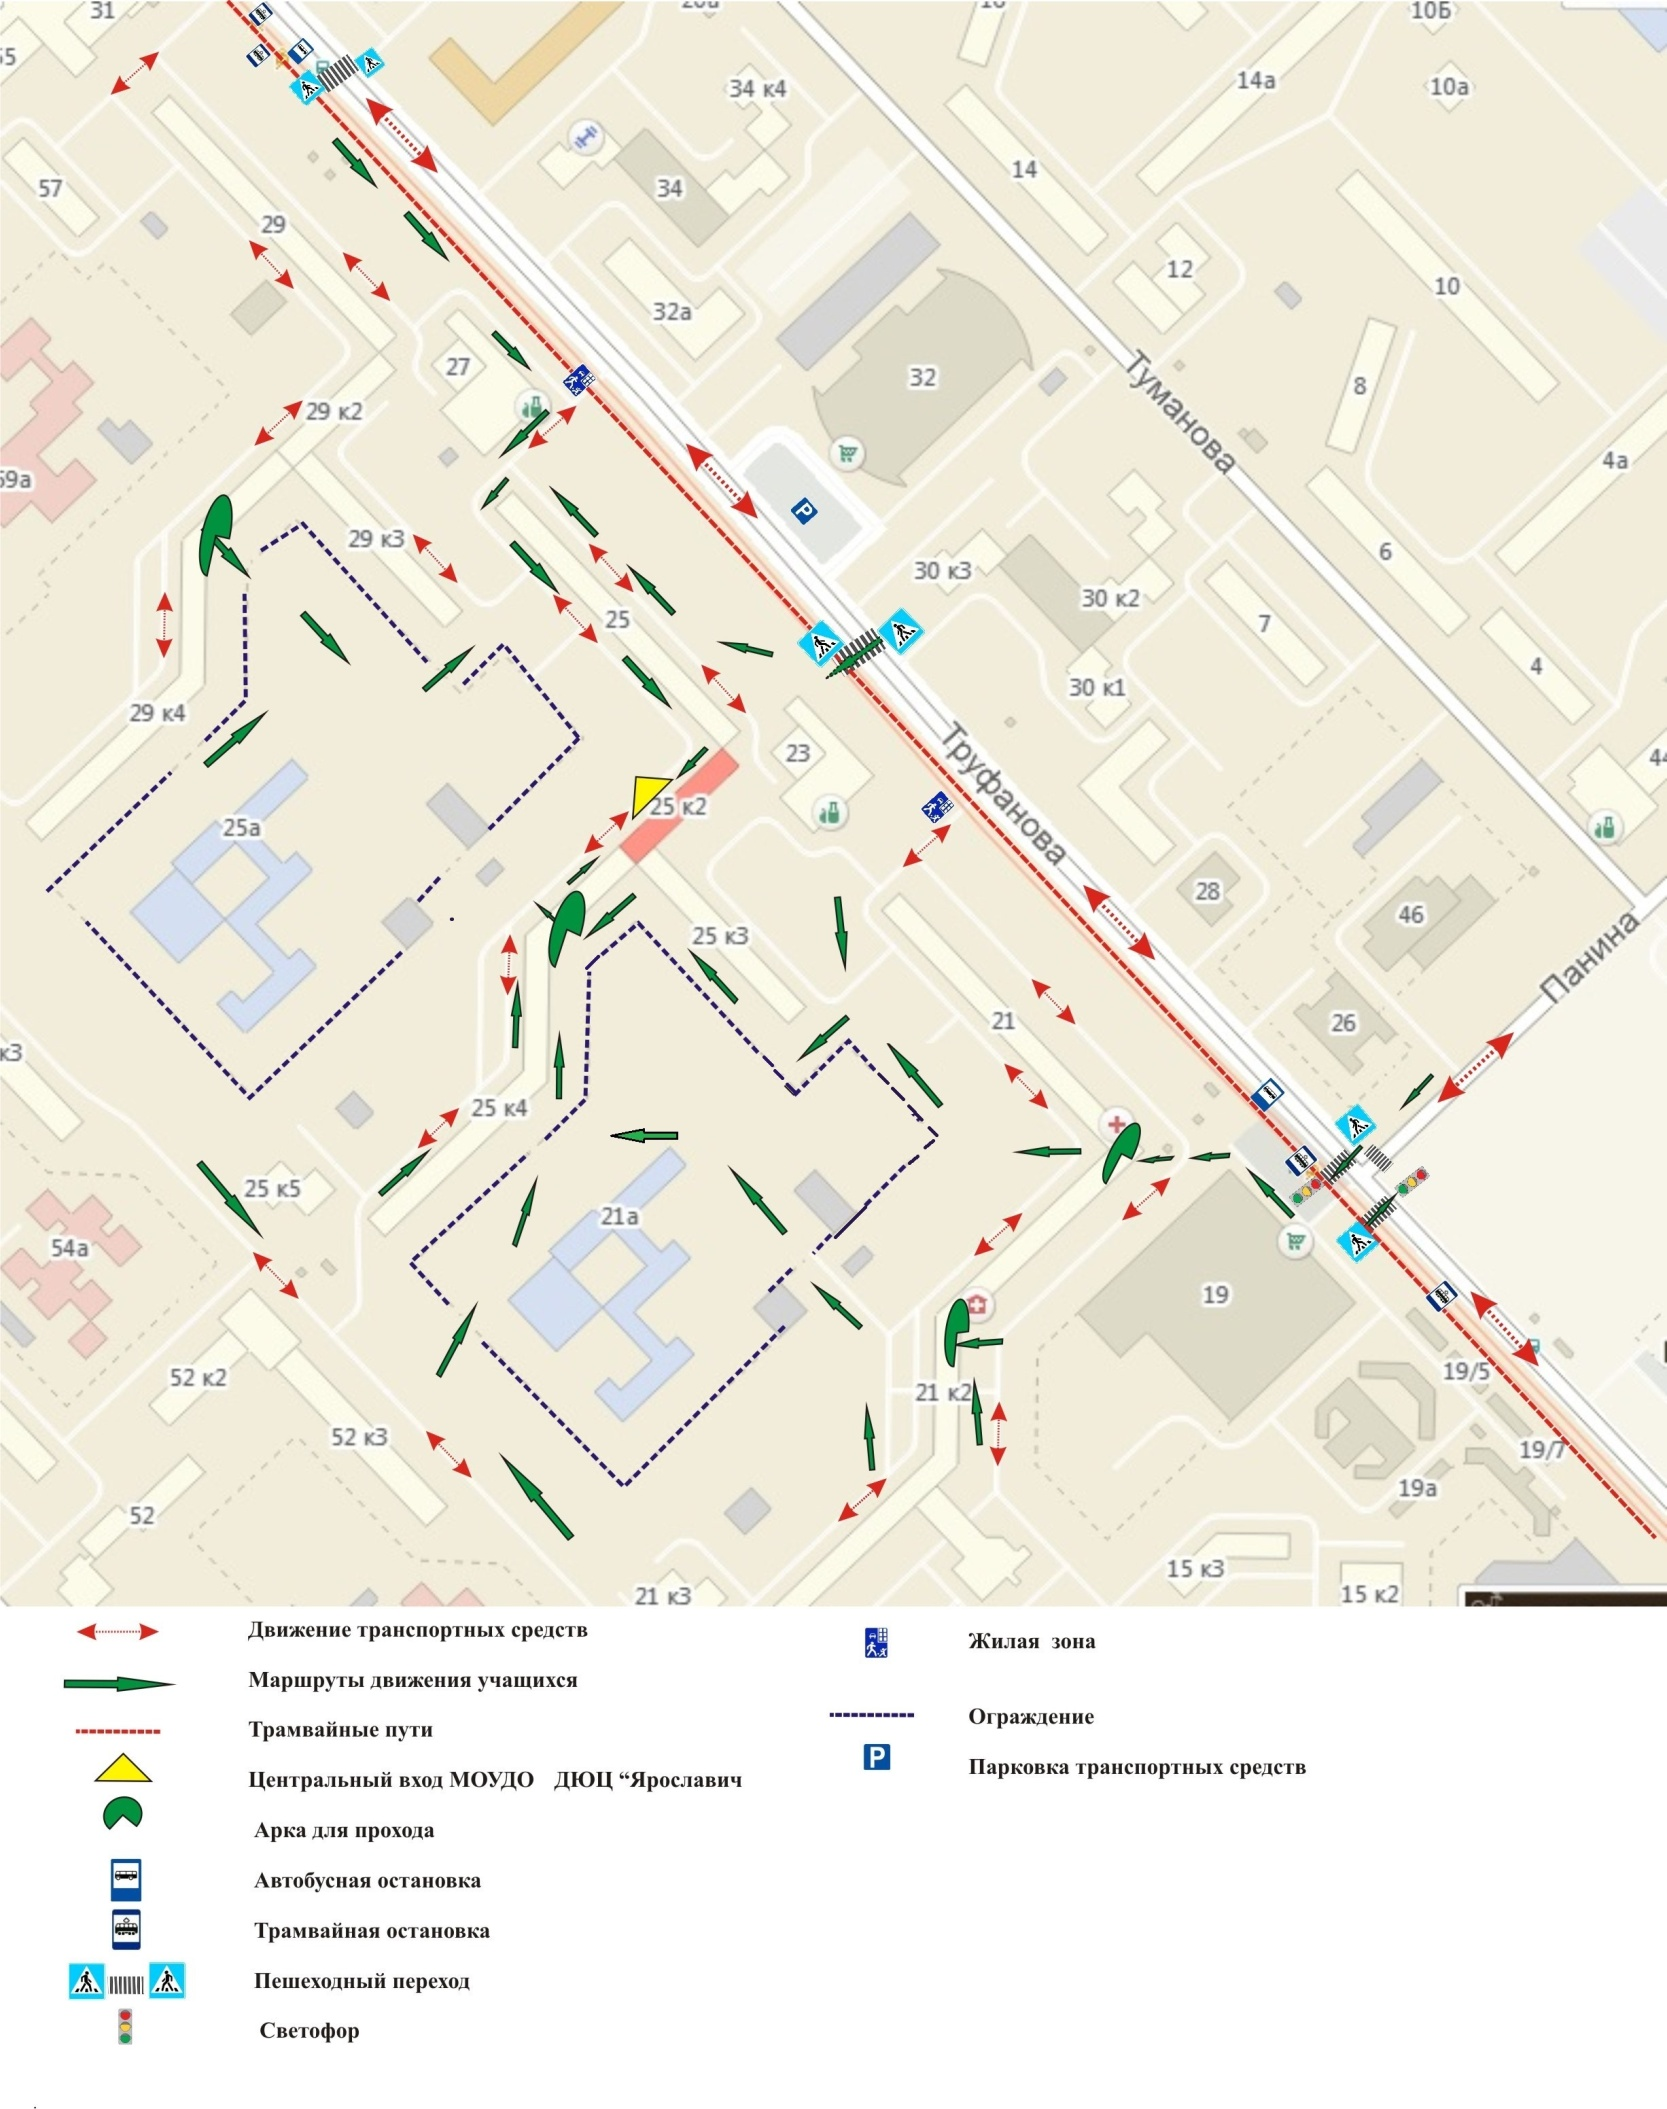 31
20а
16
10Б
55
34 к4
14а
10а
14
57
34
29
12
32а
10
27
32
8
Туманова
29 к2
4а
69а
P
29 к3
6
30 к3
30 к2
25
7
4
30 к1
29 к4
23
Труфанова
44
25 к2
25а
28
46
25 к3
Панина
21
26
к3
25 к4
25 к5
21а
54а
19
52 к2
21 к2
19/5
52 к3
19/7
19а
52
15 к3
21 к3
15 к2
Движение транспортных средств
Маршруты движения учащихся
Трамвайные пути
Центральный вход МОУДО ДЮЦ “Ярославич
Арка для прохода
Автобусная остановка
Трамвайная остановка
Пешеходный переход
Светофор
Жилая зона
Ограждение
P
Парковка транспортных средств